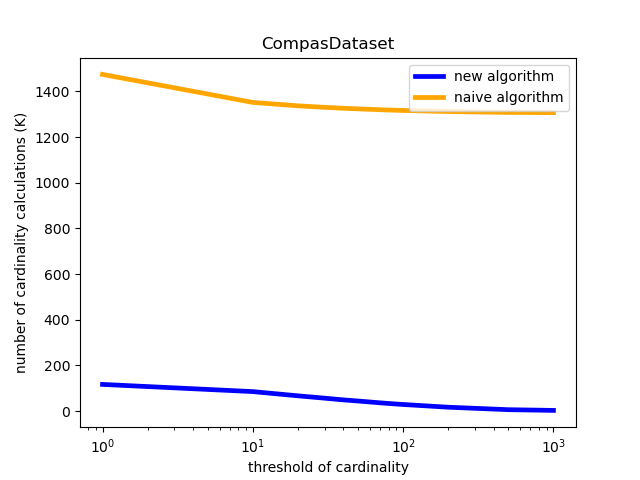 CompasDataset
new algorithm
naive algorithm
number of cardinality calculations (K)
1400
1200
1000
800
600
400
200
0
10⁰ 10¹ 10² 10³
threshold of cardinality